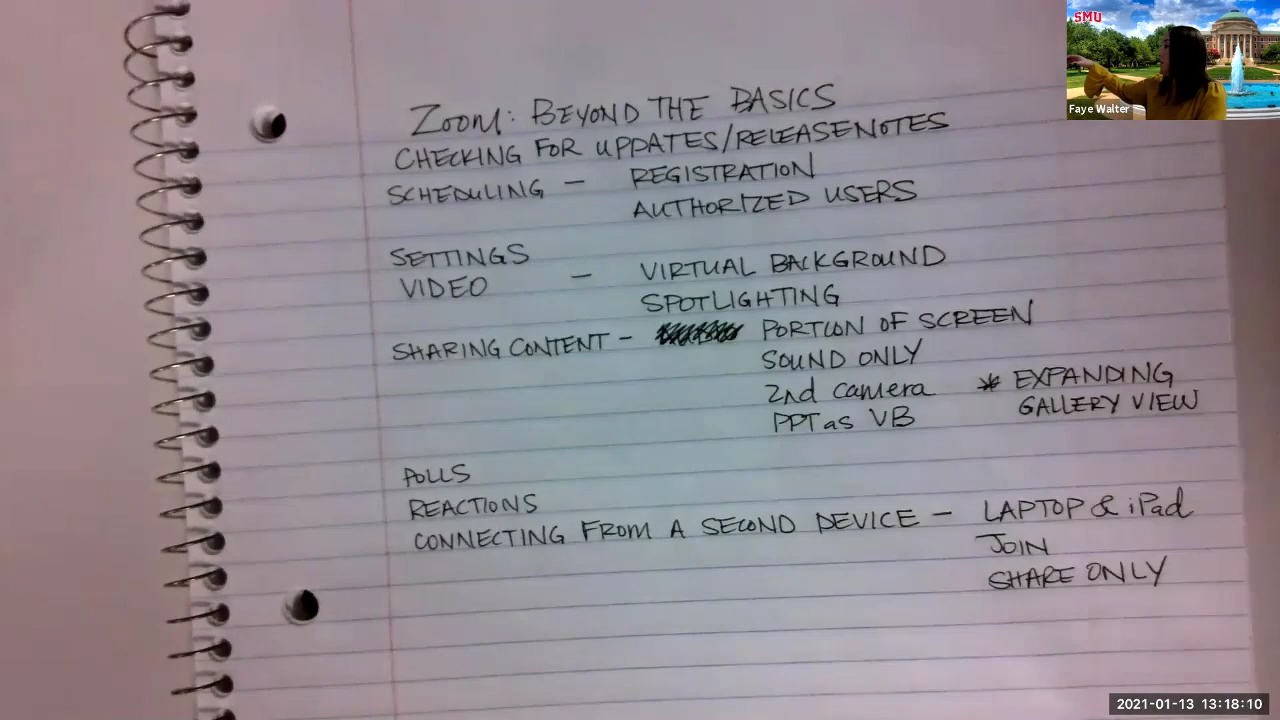 SMU
Faye Walter
ZOOM: BEYOND THE BASICS
CHECKING FOR UPDATES/RELEASE NOTES
SCHEDULING — REGISTRATION
AUTHORIZED USERS
SETTINGS
VIDEO — VIRTUAL BACKGROUND
SPOTLIGHTING
SHARING CONTENT — PORTION OF SCREEN
SOUND ONLY
2nd camera * EXPANDING
PPT as VB GALLERY VIEW
POLLS
REACTIONS
CONNECTING FROM A SECOND DEVICE — LAPTOP & iPad
JOIN
SHARE ONLY
2021-01-13 13:18:10